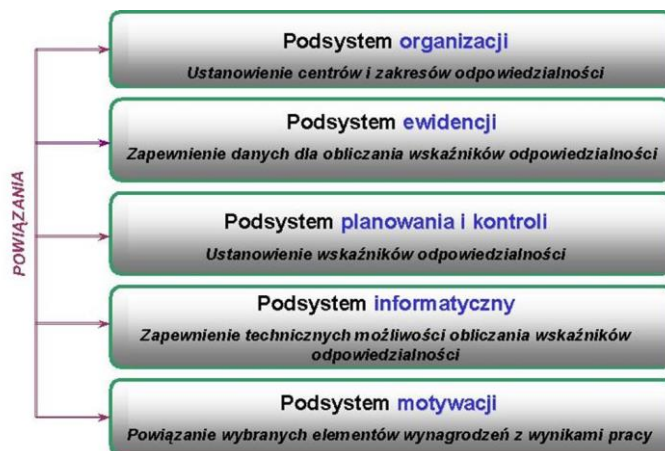 POWIĄZANIA
Podsystem organizacji
Ustanowienie centrów i zakresów odpowiedzialności
Podsystem ewidencji
Zapewnienie danych dla obliczania wskaźników odpowiedzialności
Podsystem planowania i kontroli
Ustanowienie wskaźników odpowiedzialności
Podsystem informatyczny
Zapewnienie technicznych możliwości obliczania wskaźników
odpowiedzialności
Podsystem motywacji
Powiązanie wybranych elementów wynagrodzeń z wynikami pracy